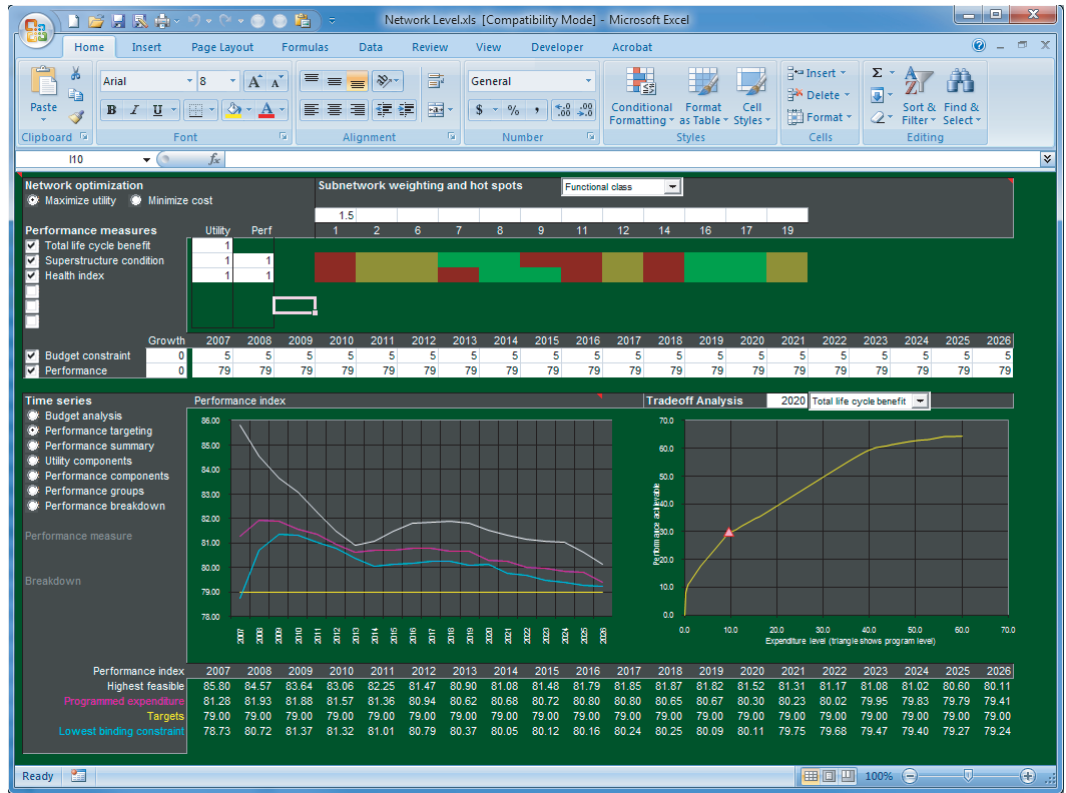 Network Level.xls [Compatibility Mode] - Microsoft Excel
Home Insert Page Layout Formulas Data Review View Developer Acrobat
Arial 8 A A General Insert Σ
Paste B I U $ % , .0 .00 .00 .0 Conditional Formatting Format as Table Cell Styles Delete Format Sort & Filter Find & Select
Clipboard Font Alignment Number Styles Cells Editing
I10 fx
Network optimization Subnetwork weighting and hot spots Functional class
Maximize utility Minimize cost
1.5
Performance measures Utility Perf 1 2 6 7 8 9 11 12 14 16 17 19
Total life cycle benefit 1
Superstructure condition 1 1
Health index 1 1
Growth 2007 2008 2009 2010 2011 2012 2013 2014 2015 2016 2017 2018 2019 2020 2021 2022 2023 2024 2025 2026
Budget constraint 0 5 5 5 5 5 5 5 5 5 5 5 5 5 5 5 5 5 5 5 5
Performance 0 79 79 79 79 79 79 79 79 79 79 79 79 79 79 79 79 79 79 79 79
Time series Performance index Tradeoff Analysis 2020 Total life cycle benefit
Budget analysis
Performance targeting
Performance summary
Utility components
Performance components
Performance groups
Performance breakdown
Performance measure
Breakdown
86.00
85.00
84.00
83.00
82.00
81.00
80.00
79.00
78.00
2007 2008 2009 2010 2011 2012 2013 2014 2015 2016 2017 2018 2019 2020 2021 2022 2023 2024 2025 2026
70.0
60.0
50.0
40.0
30.0
20.0
10.0
0.0
Performance achievable
0.0 10.0 20.0 30.0 40.0 50.0 60.0 70.0
Expenditure level (triangle shows program level)
Performance index 2007 2008 2009 2010 2011 2012 2013 2014 2015 2016 2017 2018 2019 2020 2021 2022 2023 2024 2025 2026
Highest feasible 85.80 84.57 83.64 83.06 82.25 81.47 80.90 81.08 81.48 81.79 81.85 81.87 81.82 81.52 81.31 81.17 81.08 81.02 80.60 80.11
Programmed expenditure 81.28 81.93 81.88 81.57 81.36 80.94 80.62 80.68 80.72 80.80 80.80 80.65 80.67 80.30 80.23 80.02 79.95 79.83 79.79 79.41
Targets 79.00 79.00 79.00 79.00 79.00 79.00 79.00 79.00 79.00 79.00 79.00 79.00 79.00 79.00 79.00 79.00 79.00 79.00 79.00 79.00
Lowest binding constraint 78.73 80.72 81.37 81.32 81.01 80.79 80.37 80.05 80.12 80.16 80.24 80.25 80.09 80.11 79.75 79.68 79.47 79.40 79.27 79.24
Ready 100%